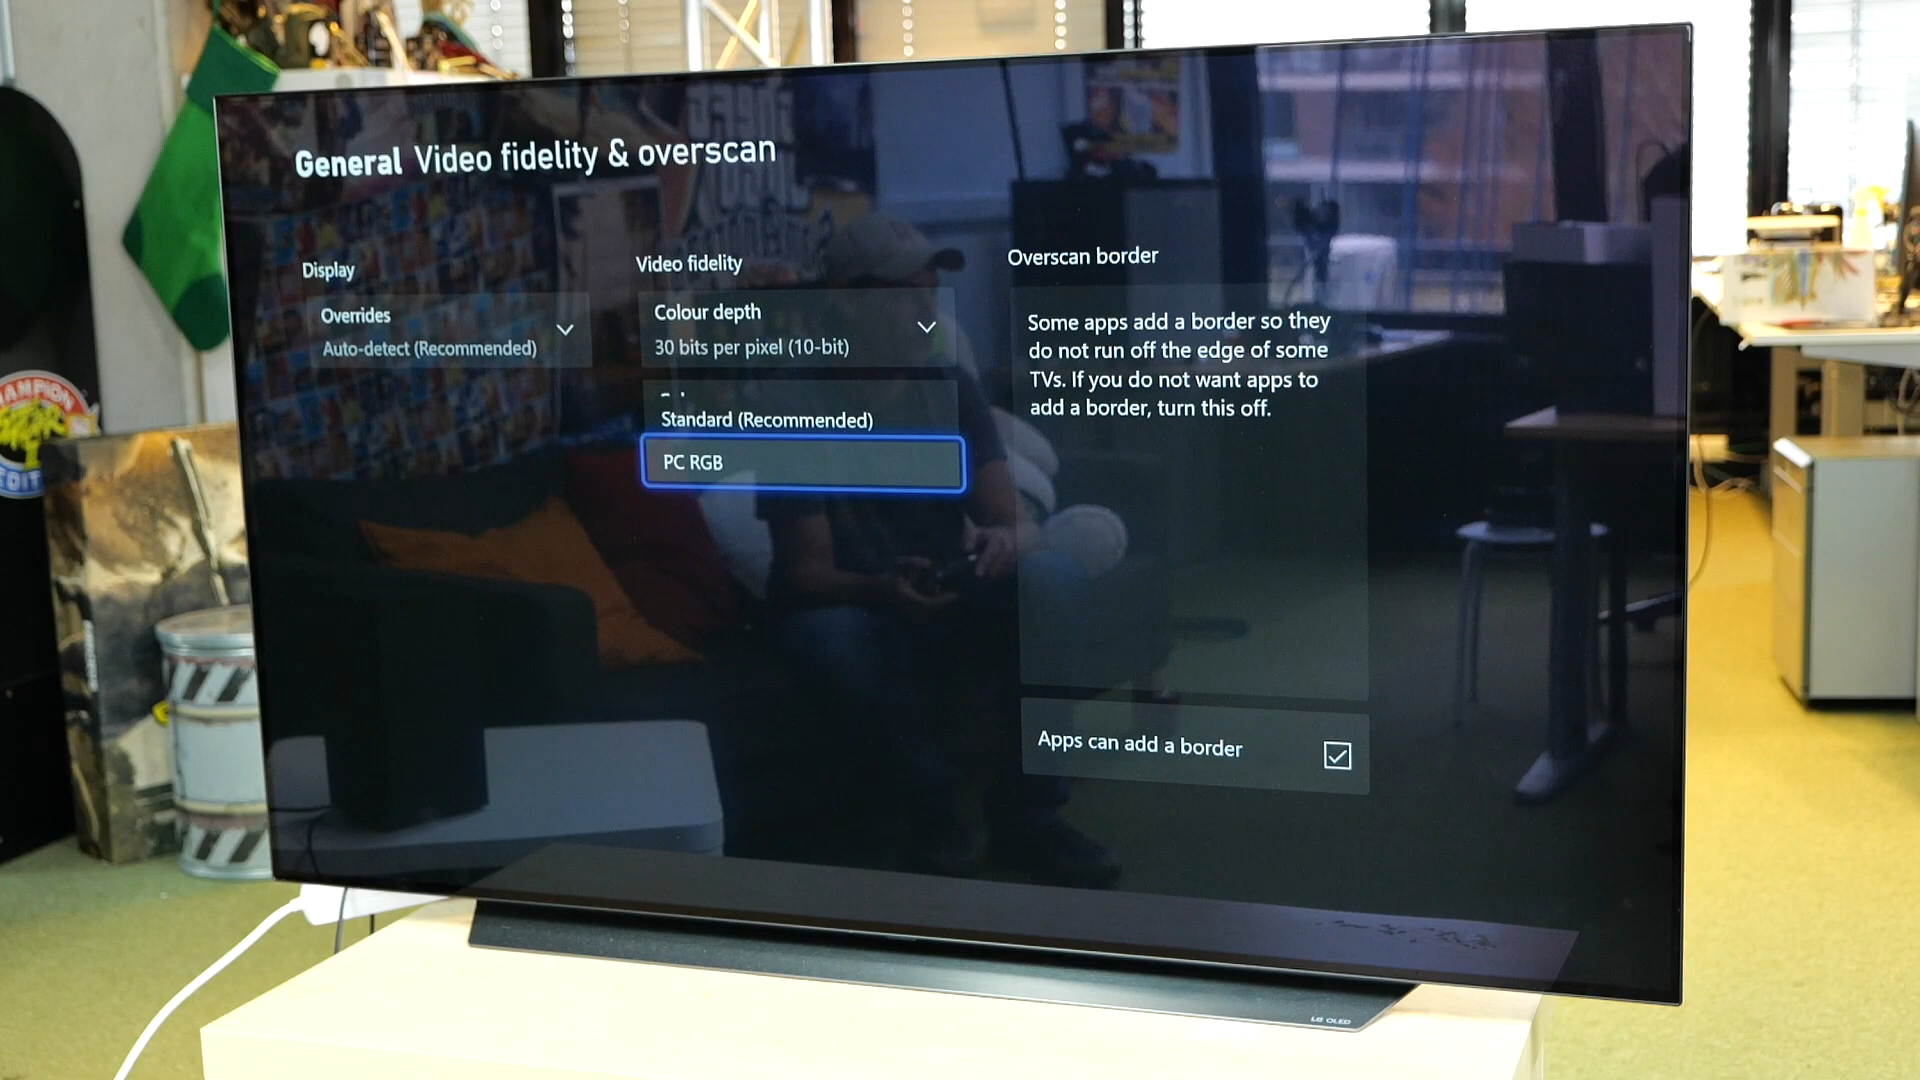 General Video fidelity & overscan
Display
Overrides
Auto-detect (Recommended)
Video fidelity
Colour depth
30 bits per pixel (10-bit)
Standard (Recommended)
PC RGB
Overscan border
Some apps add a border so they
do not run off the edge of some
TVs. If you do not want apps to
add a border, turn this off.
Apps can add a border
LG OLED